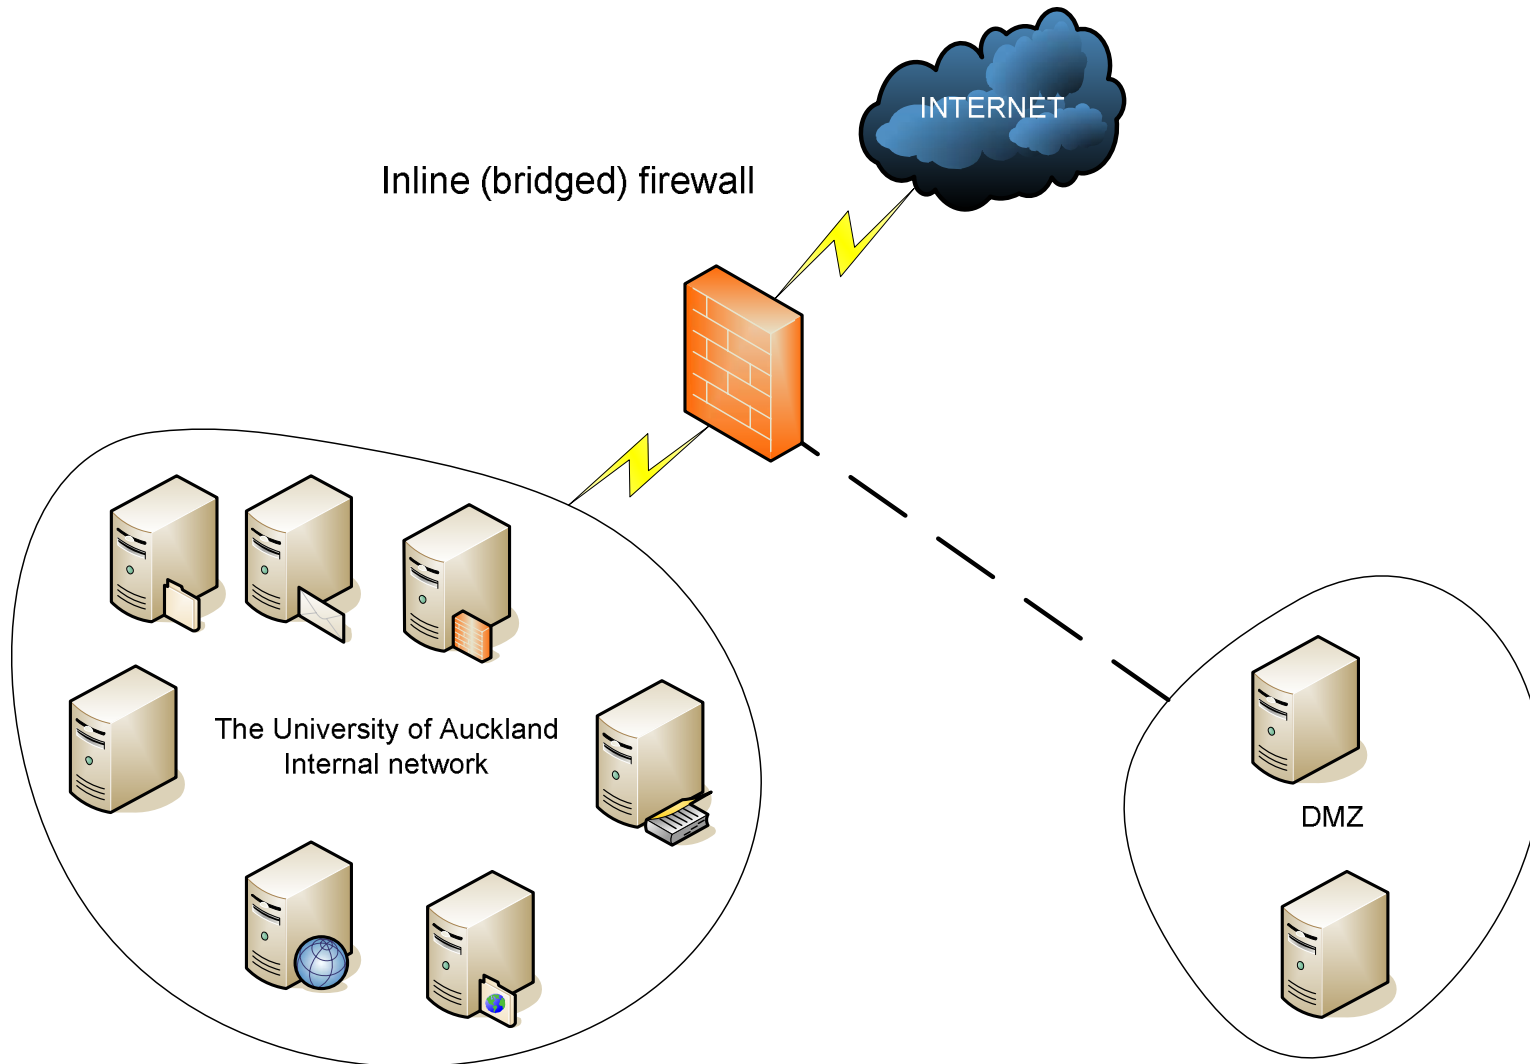 INTERNET
Inline (bridged) firewall
The University of Auckland
Internal network
DMZ